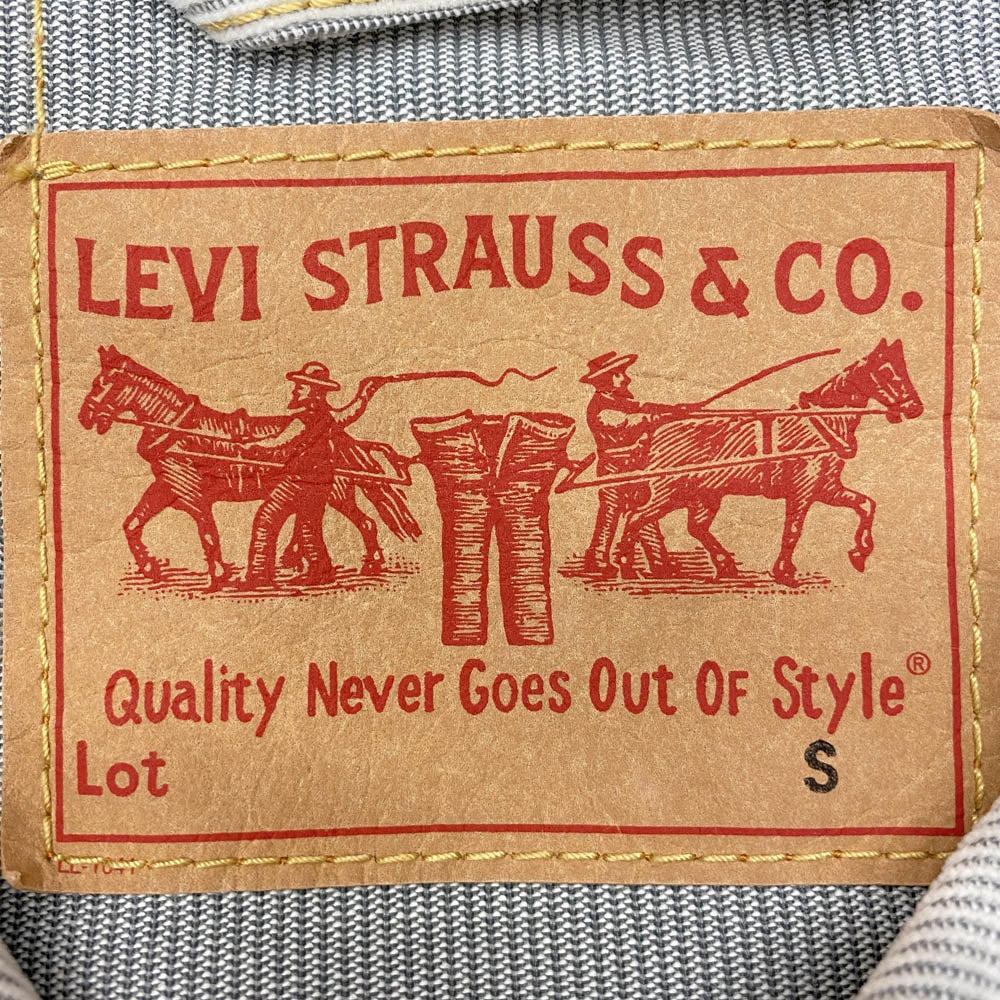 LEVI STRAUSS & CO.
Quality Never Goes Out Of Style®
Lot S